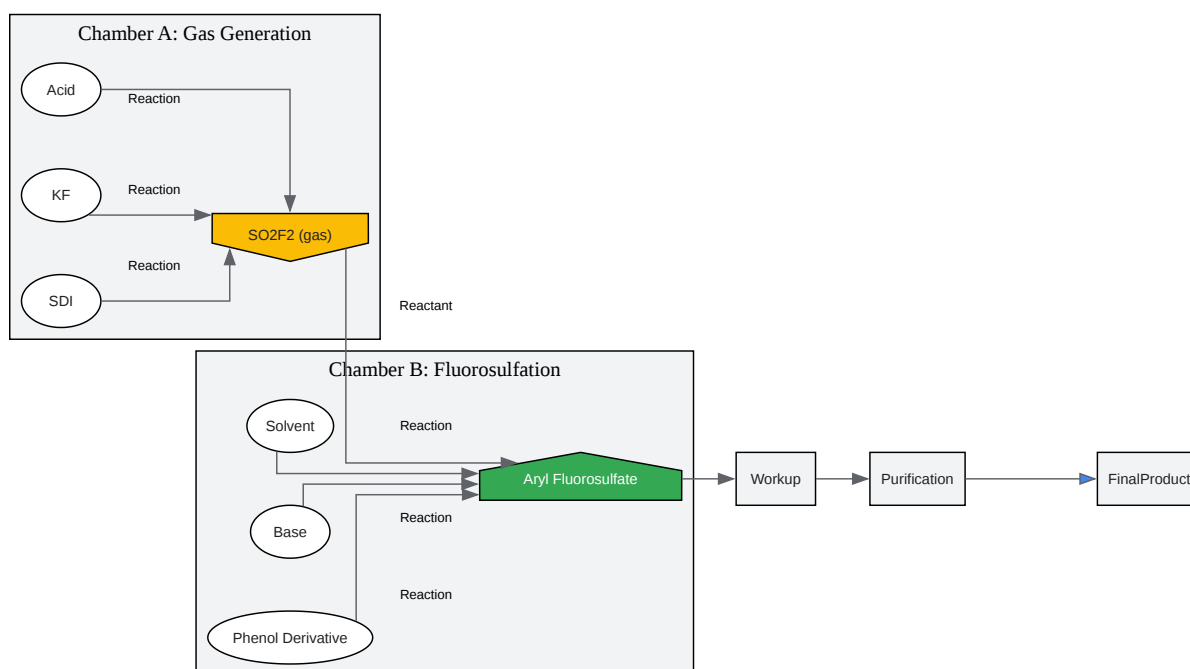 Chamber A: Gas Generation
Acid
Reaction
KF
Reaction
SO2F2 (gas)
Reaction
SDI
Reactant
Chamber B: Fluorosulfation
Solvent
Reaction
Aryl Fluorosulfate
Workup
Purification
FinalProduct
Base
Reaction
Reaction
Phenol Derivative